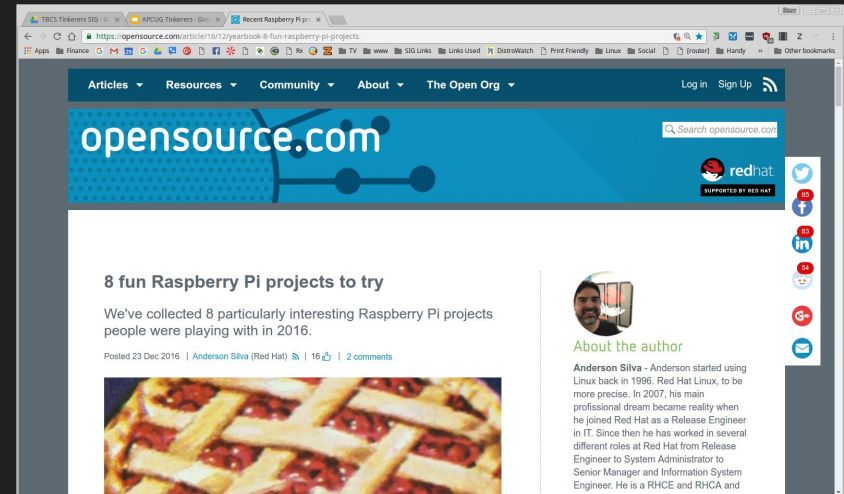 TBCS Tinkerers SIG - G
APCUG Tinkerers - Goo
Recent Raspberry Pi pro
https://opensource.com/article/16/12/yearbook-8-fun-raspberry-pi-projects
Apps Finance TV www SIG Links Links Used DistroWatch Print Friendly Linux Social [router] Handy » Other bookmarks
Articles Resources Community About The Open Org Log in Sign Up
opensource.com
Search opensource.com
redhat.
SUPPORTED BY RED HAT
85
83
54
G+
8 fun Raspberry Pi projects to try
We've collected 8 particularly interesting Raspberry Pi projects
people were playing with in 2016.
Posted 23 Dec 2016 | Anderson Silva (Red Hat) | 16 | 2 comments
About the author
Anderson Silva - Anderson started using
Linux back in 1996. Red Hat Linux, to be
more precise. In 2007, his main
profissional dream became reality when
he joined Red Hat as a Release Engineer
in IT. Since then he has worked in several
different roles at Red Hat from Release
Engineer to System Administrator to
Senior Manager and Information System
Engineer. He is a RHCE and RHCA and